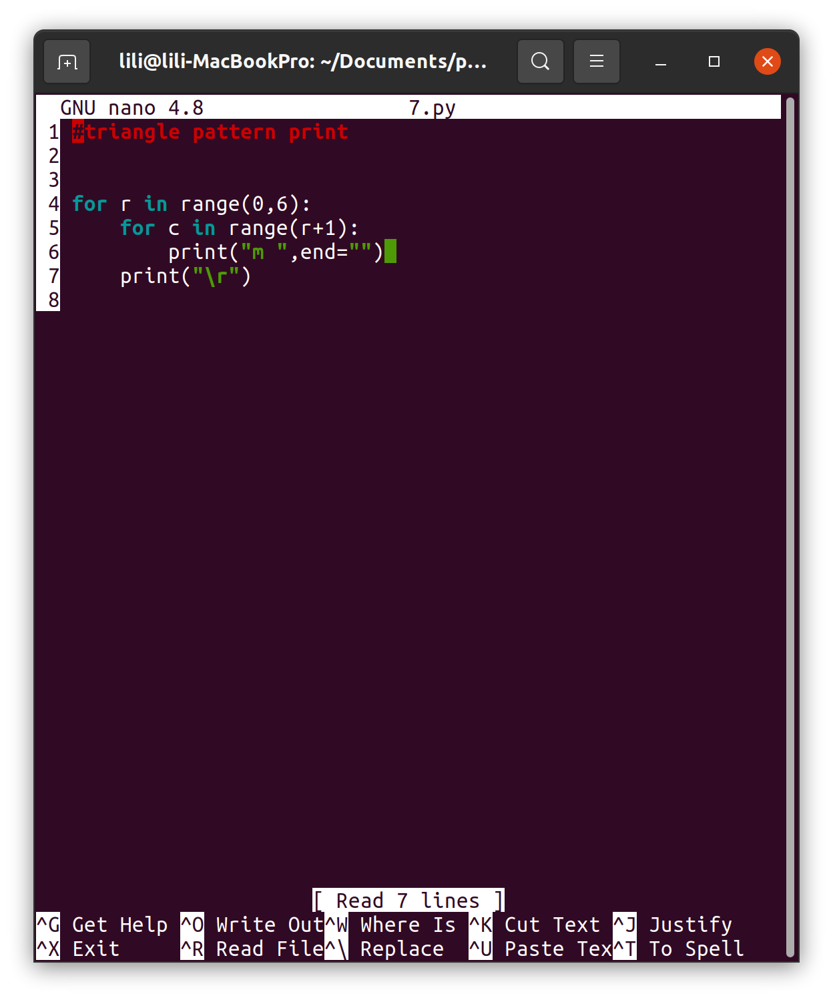 lili@lili-MacBookPro: ~/Documents/p...
GNU nano 4.8 7.py
1 #triangle pattern print
2
3
4 for r in range(0,6):
5     for c in range(r+1):
6         print("m ",end="")
7     print("\r")
8
[ Read 7 lines ]
^G Get Help ^O Write Out ^W Where Is ^K Cut Text ^J Justify
^X Exit ^R Read File ^\ Replace ^U Paste Tex ^T To Spell